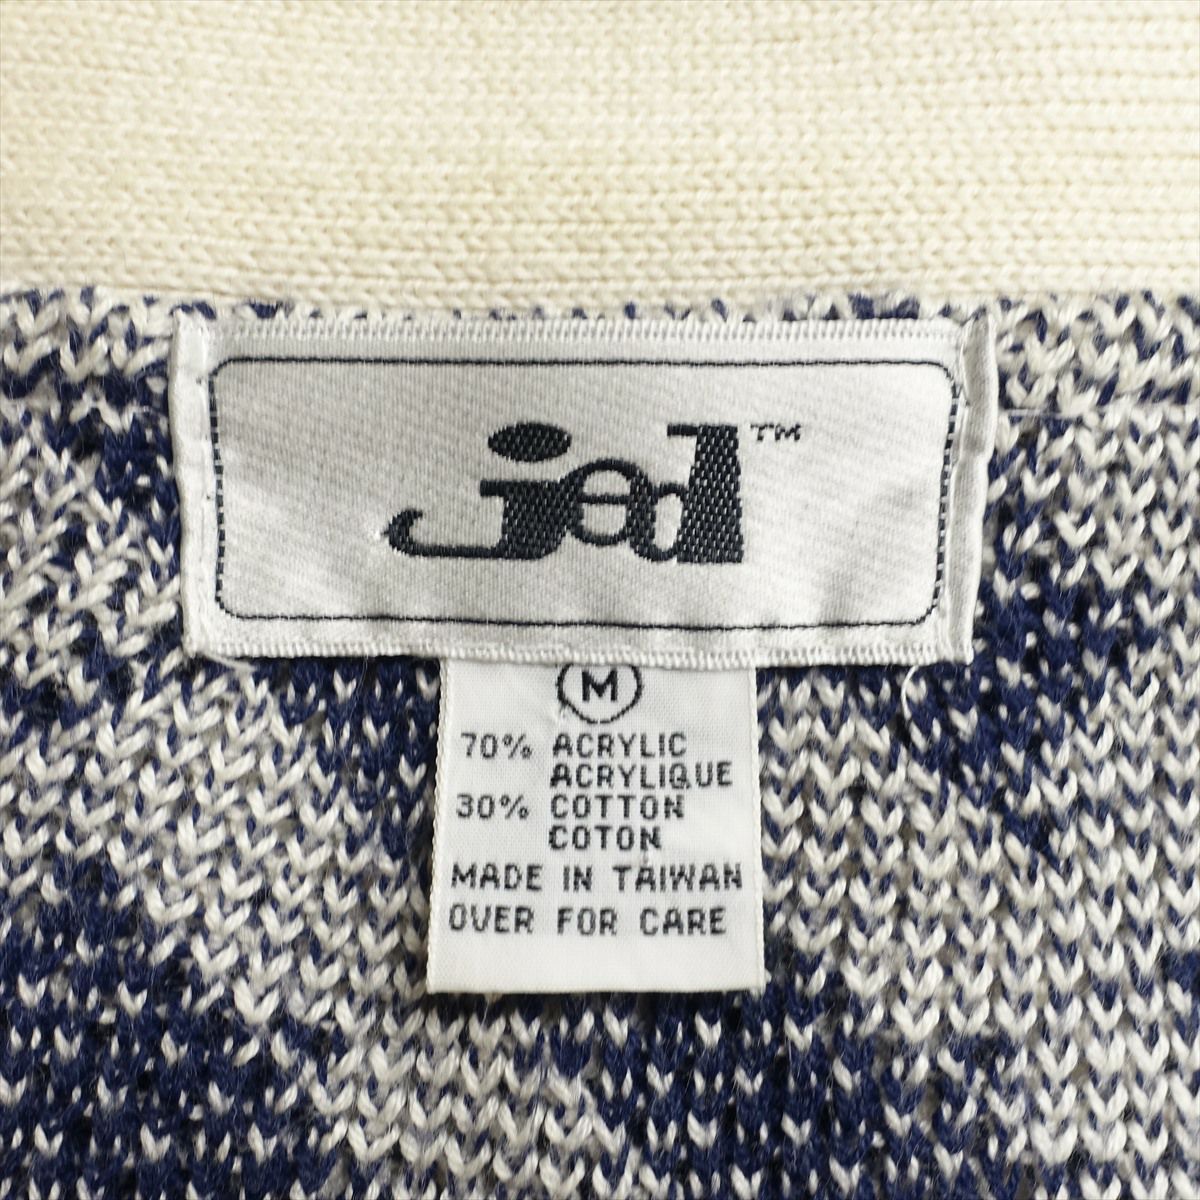 jed™
M
70% ACRYLIC
ACRYLIQUE
30% COTTON
COTON
MADE IN TAIWAN
OVER FOR CARE